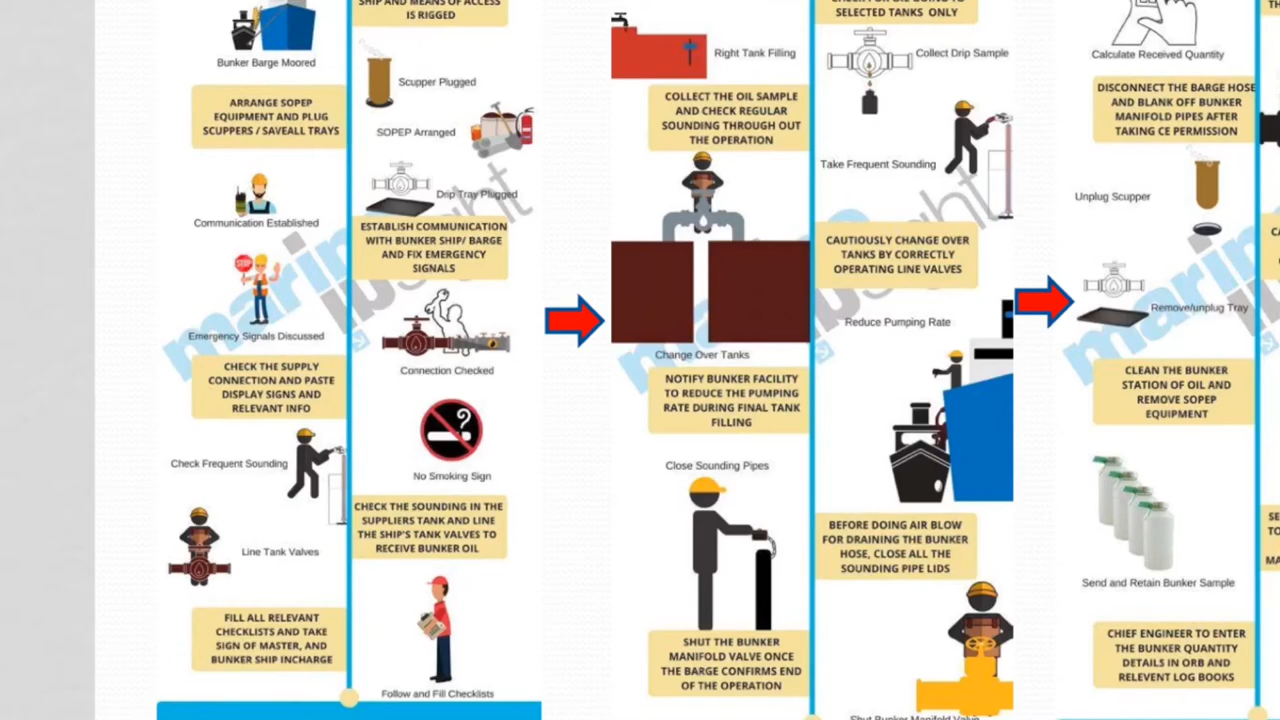 SHIP AND MEANS OF ACCESS
IS RIGGED
Bunker Barge Moored
Scupper Plugged
ARRANGE SOPEP
EQUIPMENT AND PLUG
SCUPPERS / SAVEALL TRAYS
SOPEP Arranged
Drip Tray Plugged
Communication Established
ESTABLISH COMMUNICATION
WITH BUNKER SHIP/ BARGE
AND FIX EMERGENCY
SIGNALS
STOP
Emergency Signals Discussed
Connection Checked
CHECK THE SUPPLY
CONNECTION AND PASTE
DISPLAY SIGNS AND
RELEVANT INFO
No Smoking Sign
Check Frequent Sounding
CHECK THE SOUNDING IN THE
SUPPLIERS TANK AND LINE
THE SHIP'S TANK VALVES TO
RECEIVE BUNKER OIL
Line Tank Valves
FILL ALL RELEVANT
CHECKLISTS AND TAKE
SIGN OF MASTER, AND
BUNKER SHIP INCHARGE
Follow and Fill Checklists
SELECTED TANKS ONLY
Right Tank Filling
Collect Drip Sample
COLLECT THE OIL SAMPLE
AND CHECK REGULAR
SOUNDING THROUGH OUT
THE OPERATION
Take Frequent Sounding
CAUTIOUSLY CHANGE OVER
TANKS BY CORRECTLY
OPERATING LINE VALVES
Change Over Tanks
Reduce Pumping Rate
NOTIFY BUNKER FACILITY
TO REDUCE THE PUMPING
RATE DURING FINAL TANK
FILLING
Close Sounding Pipes
BEFORE DOING AIR BLOW
FOR DRAINING THE BUNKER
HOSE, CLOSE ALL THE
SOUNDING PIPE LIDS
SHUT THE BUNKER
MANIFOLD VALVE ONCE
THE BARGE CONFIRMS END
OF THE OPERATION
Shut Bunker Manifold Valve
Calculate Received Quantity
DISCONNECT THE BARGE HOSE
AND BLANK OFF BUNKER
MANIFOLD PIPES AFTER
TAKING CE PERMISSION
Unplug Scupper
Remove/unplug Tray
CLEAN THE BUNKER
STATION OF OIL AND
REMOVE SOPEP
EQUIPMENT
Send and Retain Bunker Sample
CHIEF ENGINEER TO ENTER
THE BUNKER QUANTITY
DETAILS IN ORB AND
RELEVENT LOG BOOKS